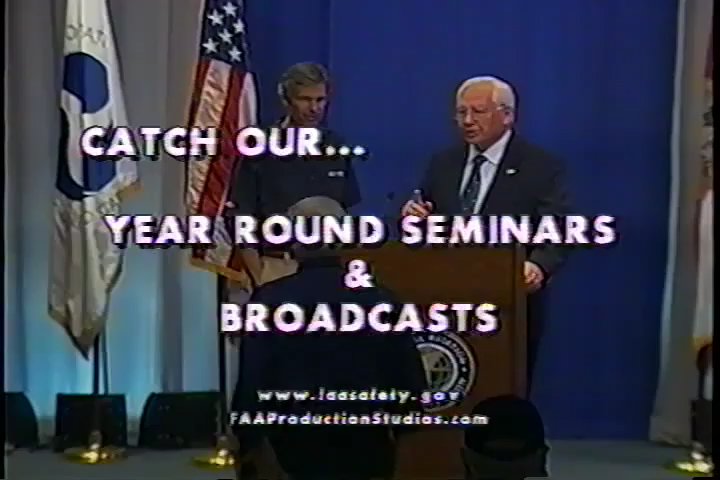 CATCH OUR...
YEAR ROUND SEMINARS
&
BROADCASTS
www.faasafety.gov
FAAProductionStudios.com